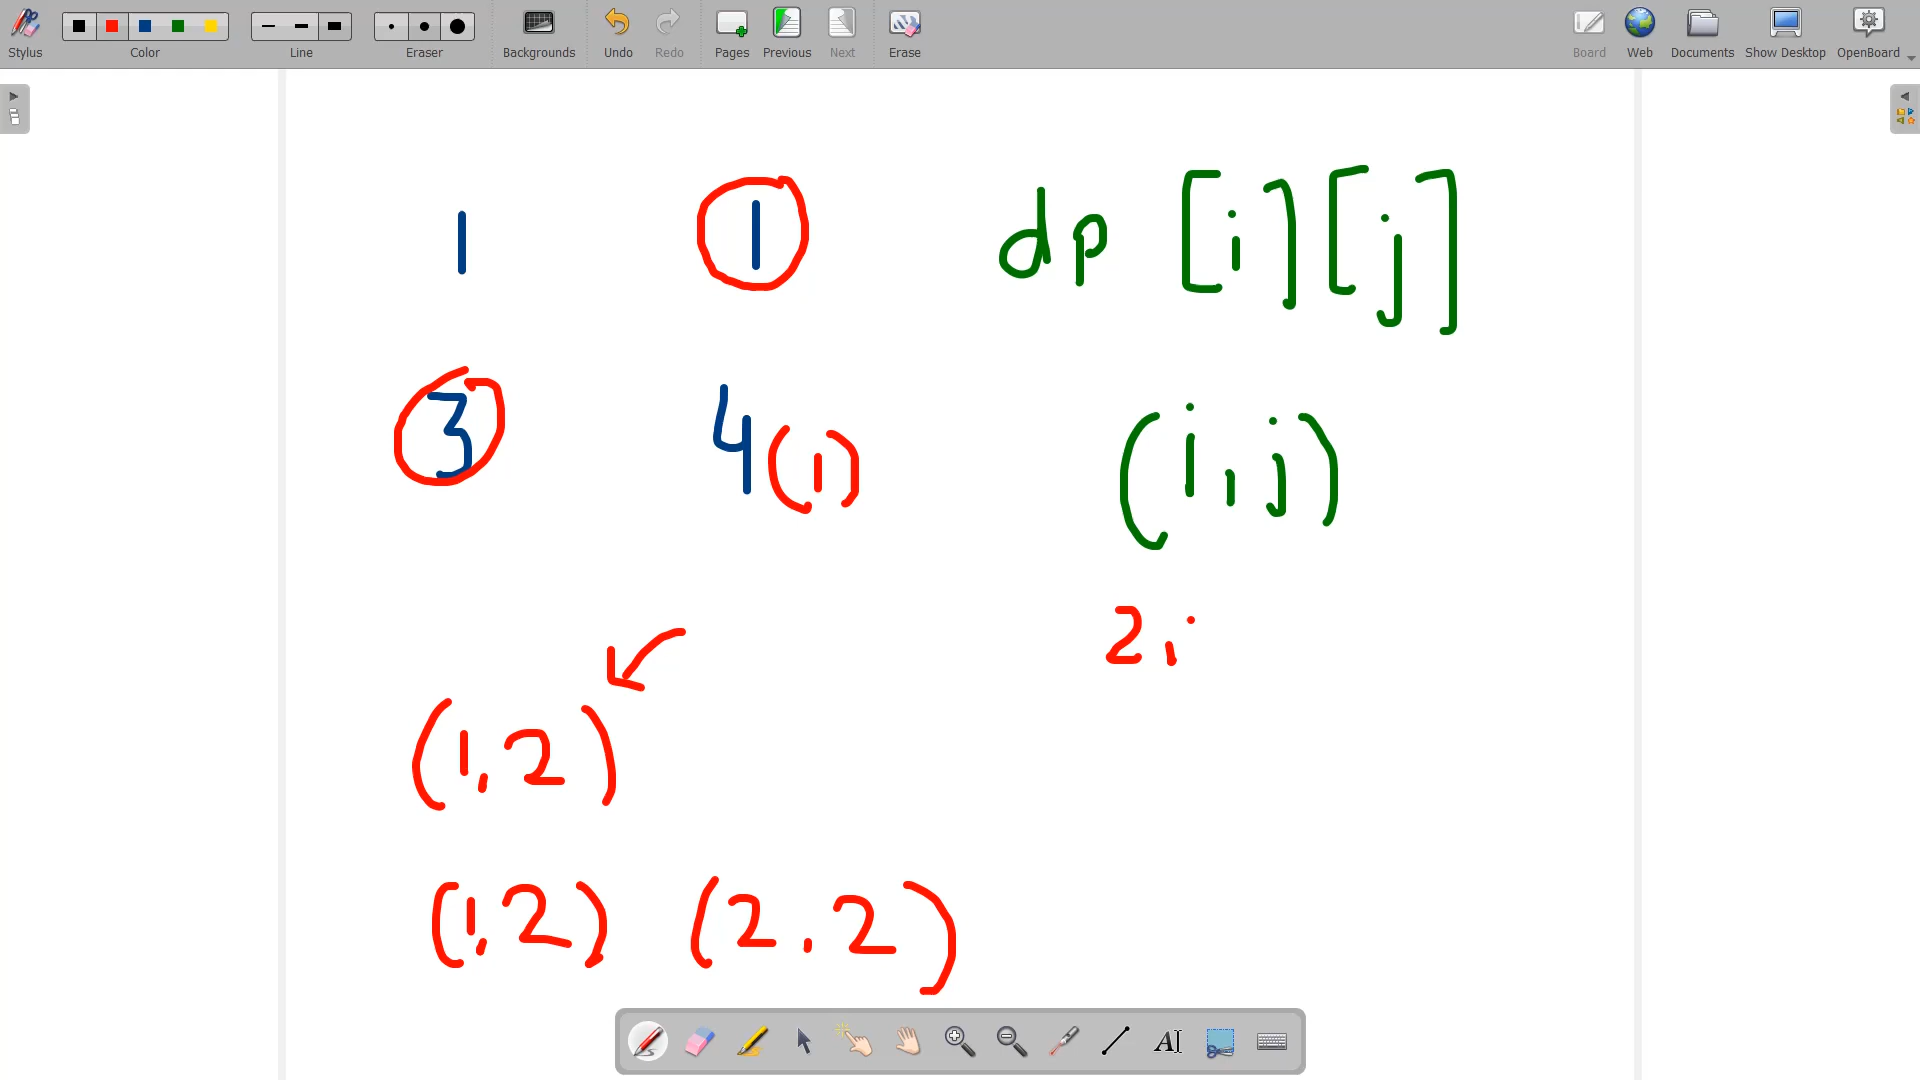 Stylus Color Line Eraser Backgrounds Undo Redo Pages Previous Next Erase Board Web Documents Show Desktop OpenBoard
1 1 dp [i][j]
3 4(1) (i,j)
2i
(1,2)
(1,2) (2,2)